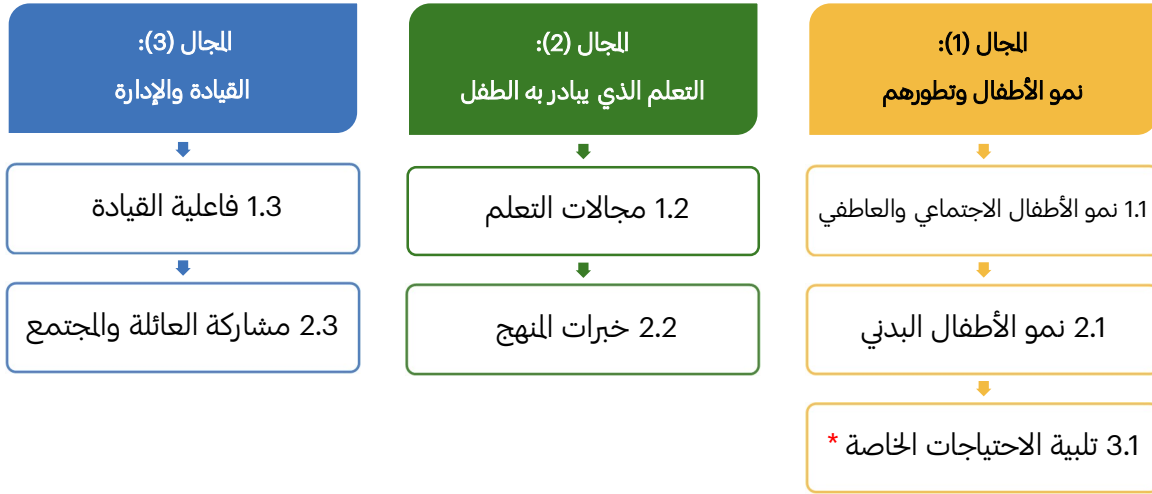 المجال (1):
نمو الأطفال وتطورهم
1.1 نمو الأطفال الاجتماعي والعاطفي
2.1 نمو الأطفال البدني
3.1 تلبية الاحتياجات الخاصة *
المجال (2):
التعلم الذي يبادر به الطفل
1.2 مجالات التعلم
2.2 خبرات المنهج
المجال (3):
القيادة والإدارة
1.3 فاعلية القيادة
2.3 مشاركة العائلة والمجتمع